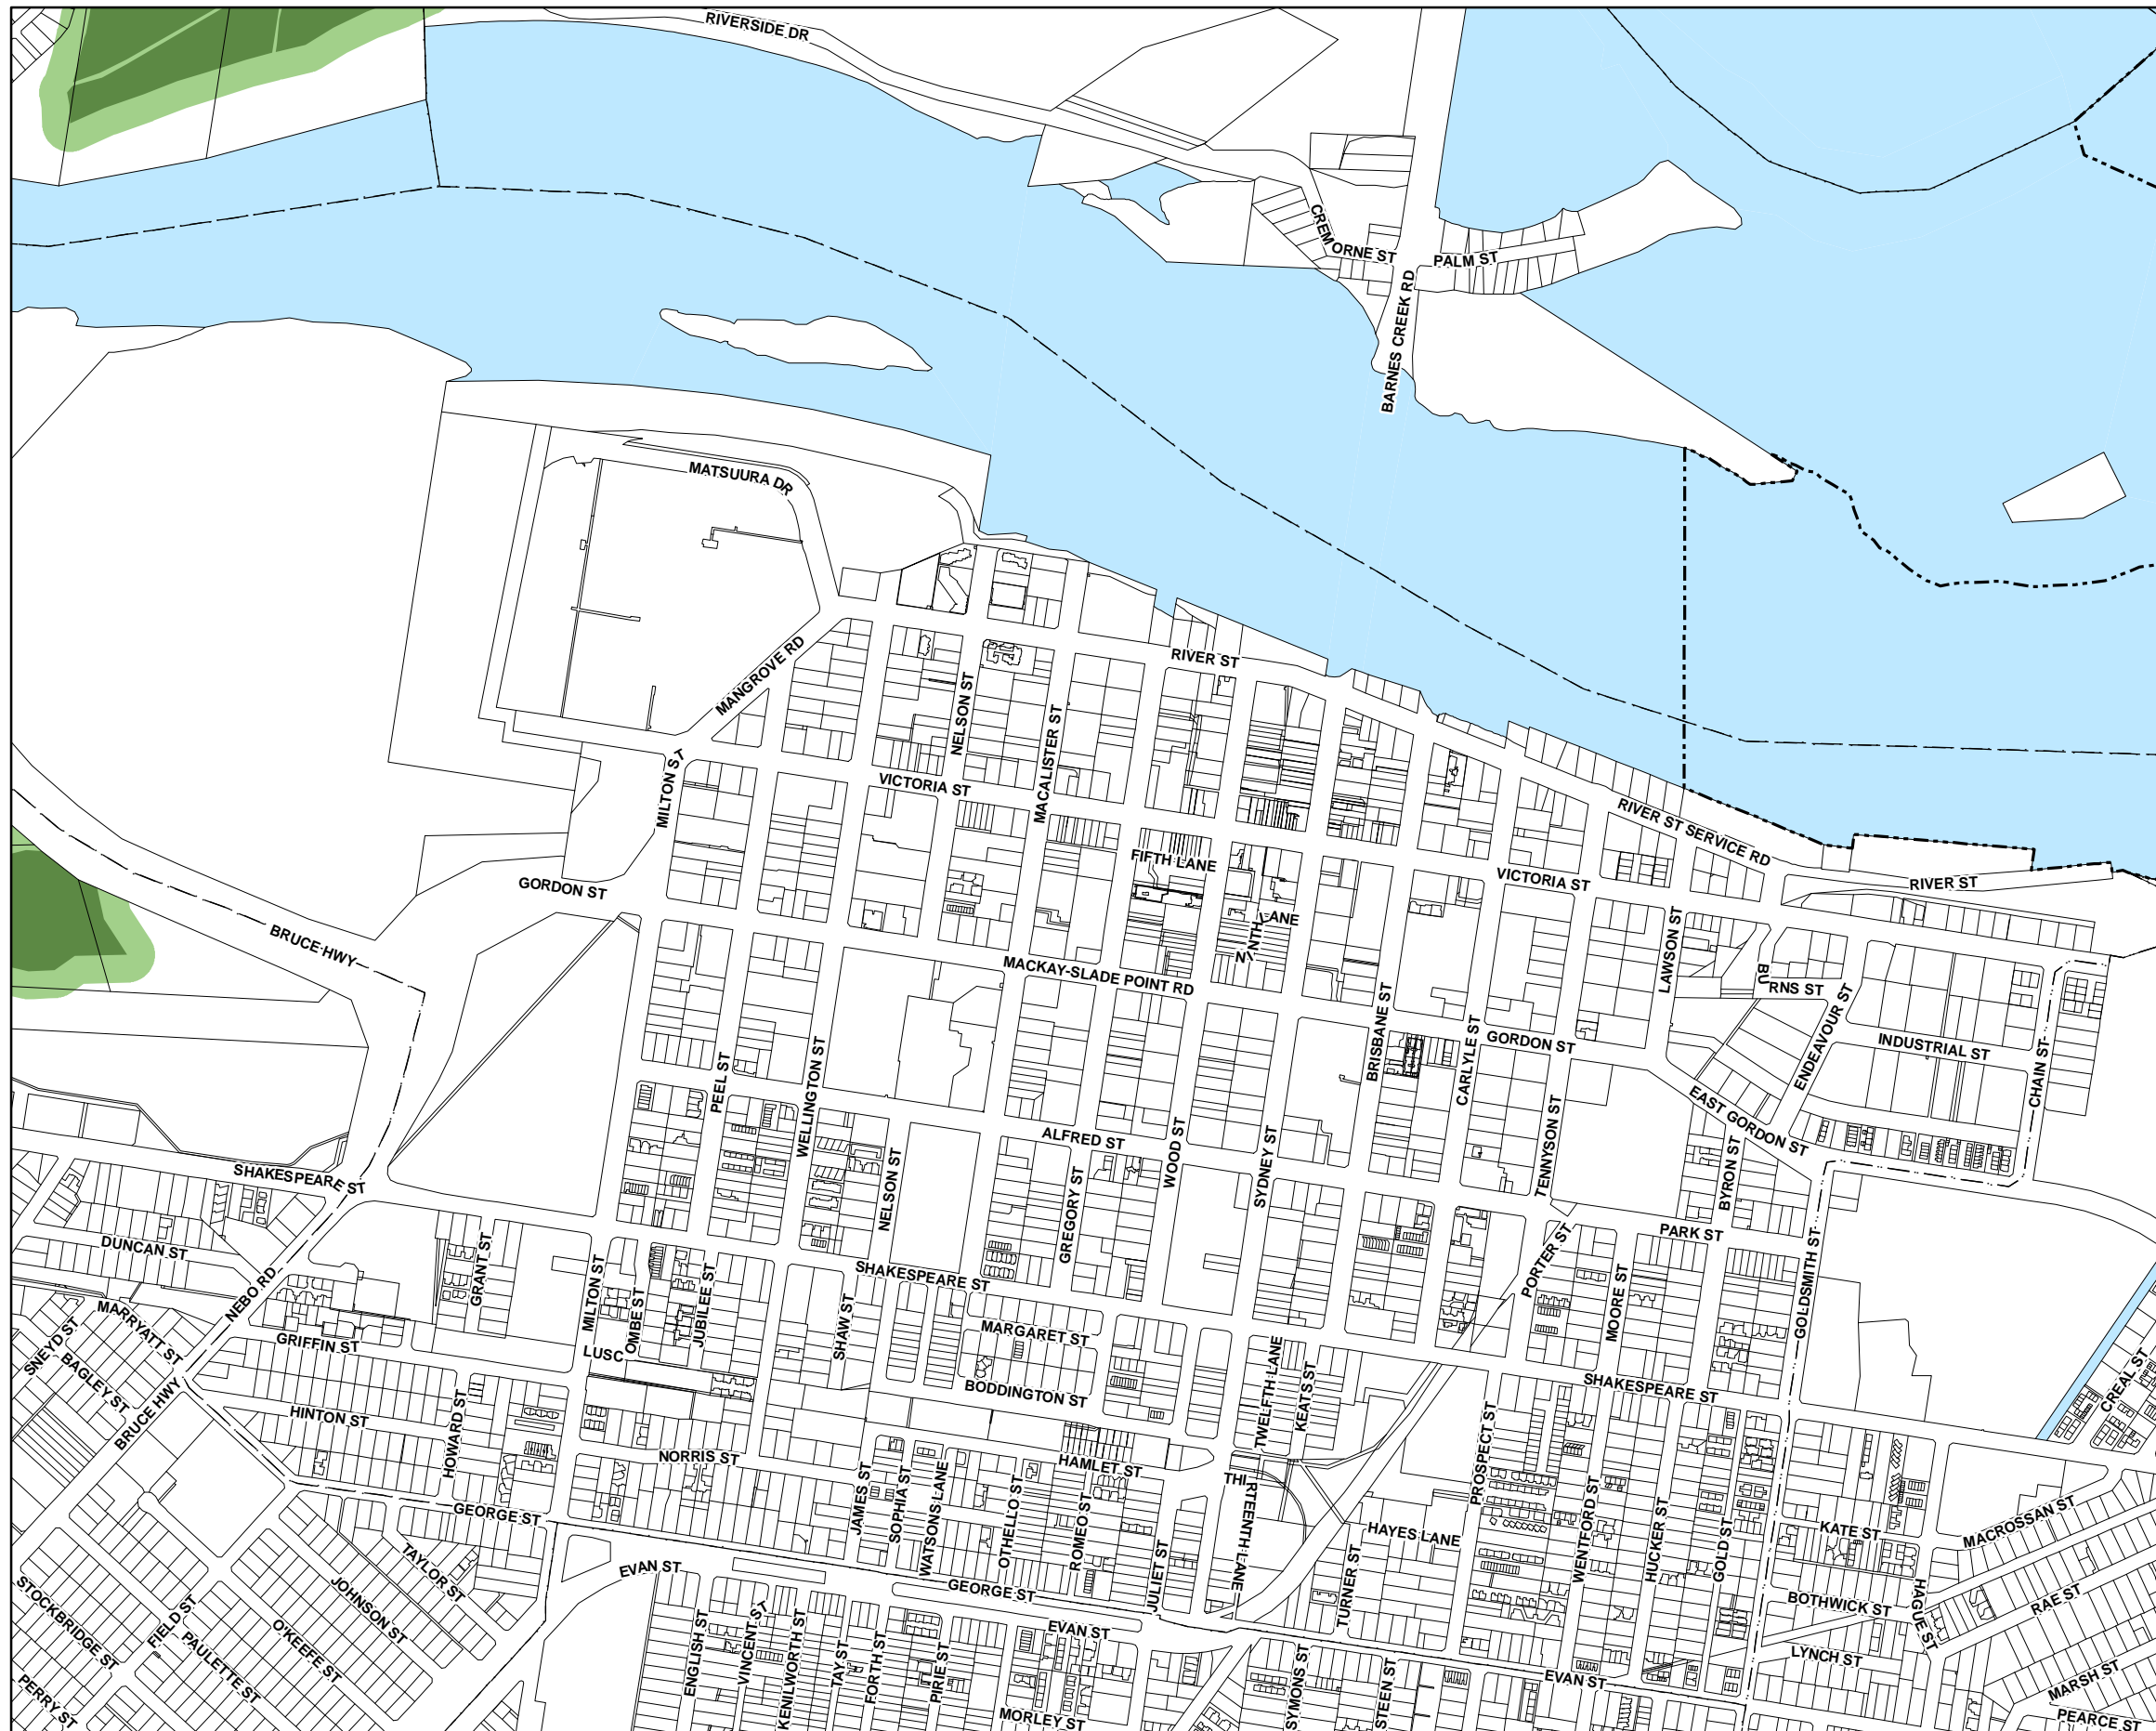 RIVERSIDE DR
CREMORNE ST
PALM ST
BARNES CREEK RD
MATSUURA DR
MANGROVE RD
RIVER ST
NELSON ST
MACALISTER ST
MILTON ST
VICTORIA ST
RIVER ST SERVICE RD
FIFTH LANE
VICTORIA ST
RIVER ST
GORDON ST
LANE
NINTH
LAWSON ST
BRUCE HWY
MACKAY-SLADE POINT RD
BURNS ST
ENDEAVOUR ST
BRISBANE ST
CARLYLE ST
GORDON ST
INDUSTRIAL ST
CHAIN ST
PEEL ST
WELLINGTON ST
EAST GORDON ST
ALFRED ST
WOOD ST
TENNYSON ST
SYDNEY ST
BYRON ST
SHAKESPEARE ST
NELSON ST
GREGORY ST
DUNCAN ST
GRANT ST
PARK ST
PORTER ST
GOLDSMITH ST
NEBO RD
MILTON ST
LUSCOMBE ST
JUBILEE ST
SHAKESPEARE ST
SHAW ST
MARGARET ST
MOORE ST
MARRYATT ST
SNEYD ST
BAGLEY ST
GRIFFIN ST
BODDINGTON ST
TWELFTH LANE
KEATS ST
SHAKESPEARE ST
CREAL ST
BRUCE HWY
HINTON ST
HOWARD ST
NORRIS ST
HAMLET ST
THIRTEENTH LANE
PROSPECT ST
JAMES ST
SOPHIA ST
WATSONS LANE
OTHELLO ST
ROMEO ST
JULIET ST
HAYES LANE
TURNER ST
WENTFORD ST
HUCKER ST
GOLD ST
KATE ST
MACROSSAN ST
GEORGE ST
TAYLOR ST
JOHNSON ST
EVAN ST
GEORGE ST
EVAN ST
BOTHWICK ST
HAGUE ST
RAE ST
STOCKBRIDGE ST
FIELD ST
PAULETTE ST
O'KEEFE ST
PERRY ST
ENGLISH ST
VINCENT ST
KENILWORTH ST
TAY ST
FORTH ST
PIRIE ST
MORLEY ST
SYMONS ST
STEEN ST
EVAN ST
LYNCH ST
MARSH ST
PEARCE ST